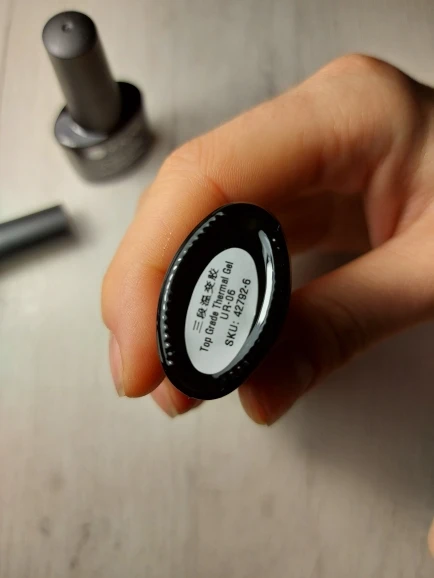 三段温变胶
Top Grade Thermal Gel
UR-06
SKU: 42792-6